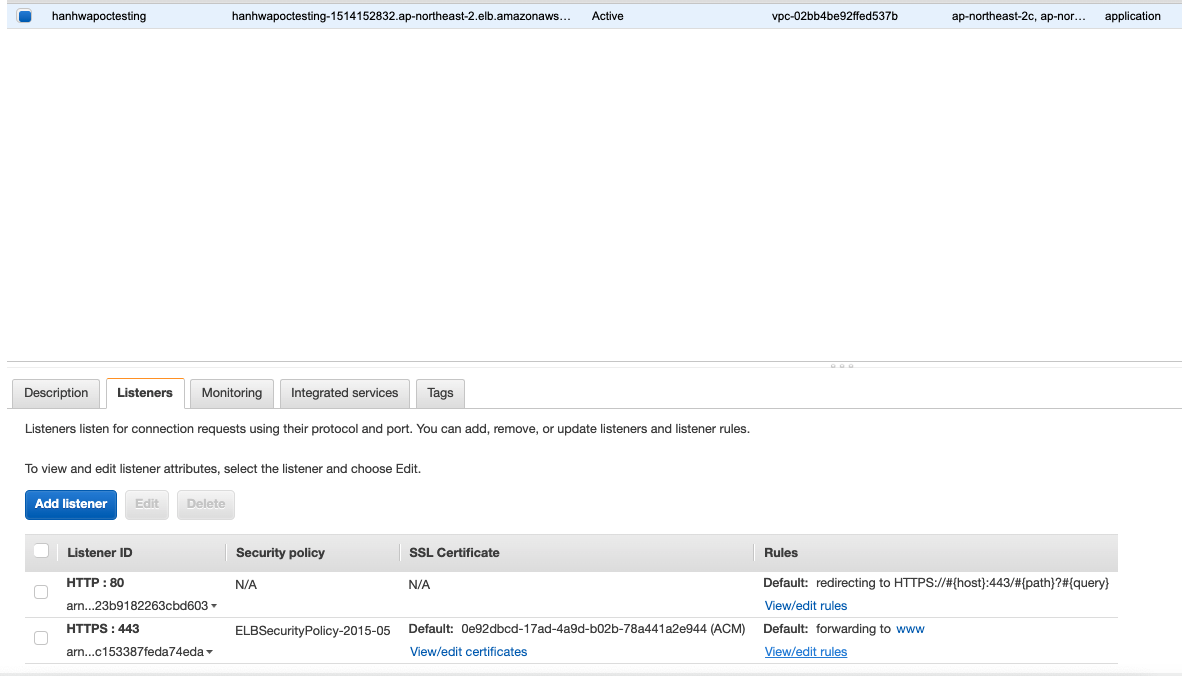 hanhwapoctesting hanhwapoctesting-1514152832.ap-northeast-2.elb.amazonaws... Active vpc-02bb4be92ffed537b ap-northeast-2c, ap-nor... application
Description Listeners Monitoring Integrated services Tags
Listeners listen for connection requests using their protocol and port. You can add, remove, or update listeners and listener rules.
To view and edit listener attributes, select the listener and choose Edit.
Add listener Edit Delete
Listener ID Security policy SSL Certificate Rules
HTTP : 80 N/A N/A Default: redirecting to HTTPS://#{host}:443/#{path}?#{query}
arn...23b9182263cbd603 View/edit rules
HTTPS : 443 ELBSecurityPolicy-2015-05 Default: 0e92dbcd-17ad-4a9d-b02b-78a441a2e944 (ACM) Default: forwarding to www
arn...c153387feda74eda View/edit certificates View/edit rules